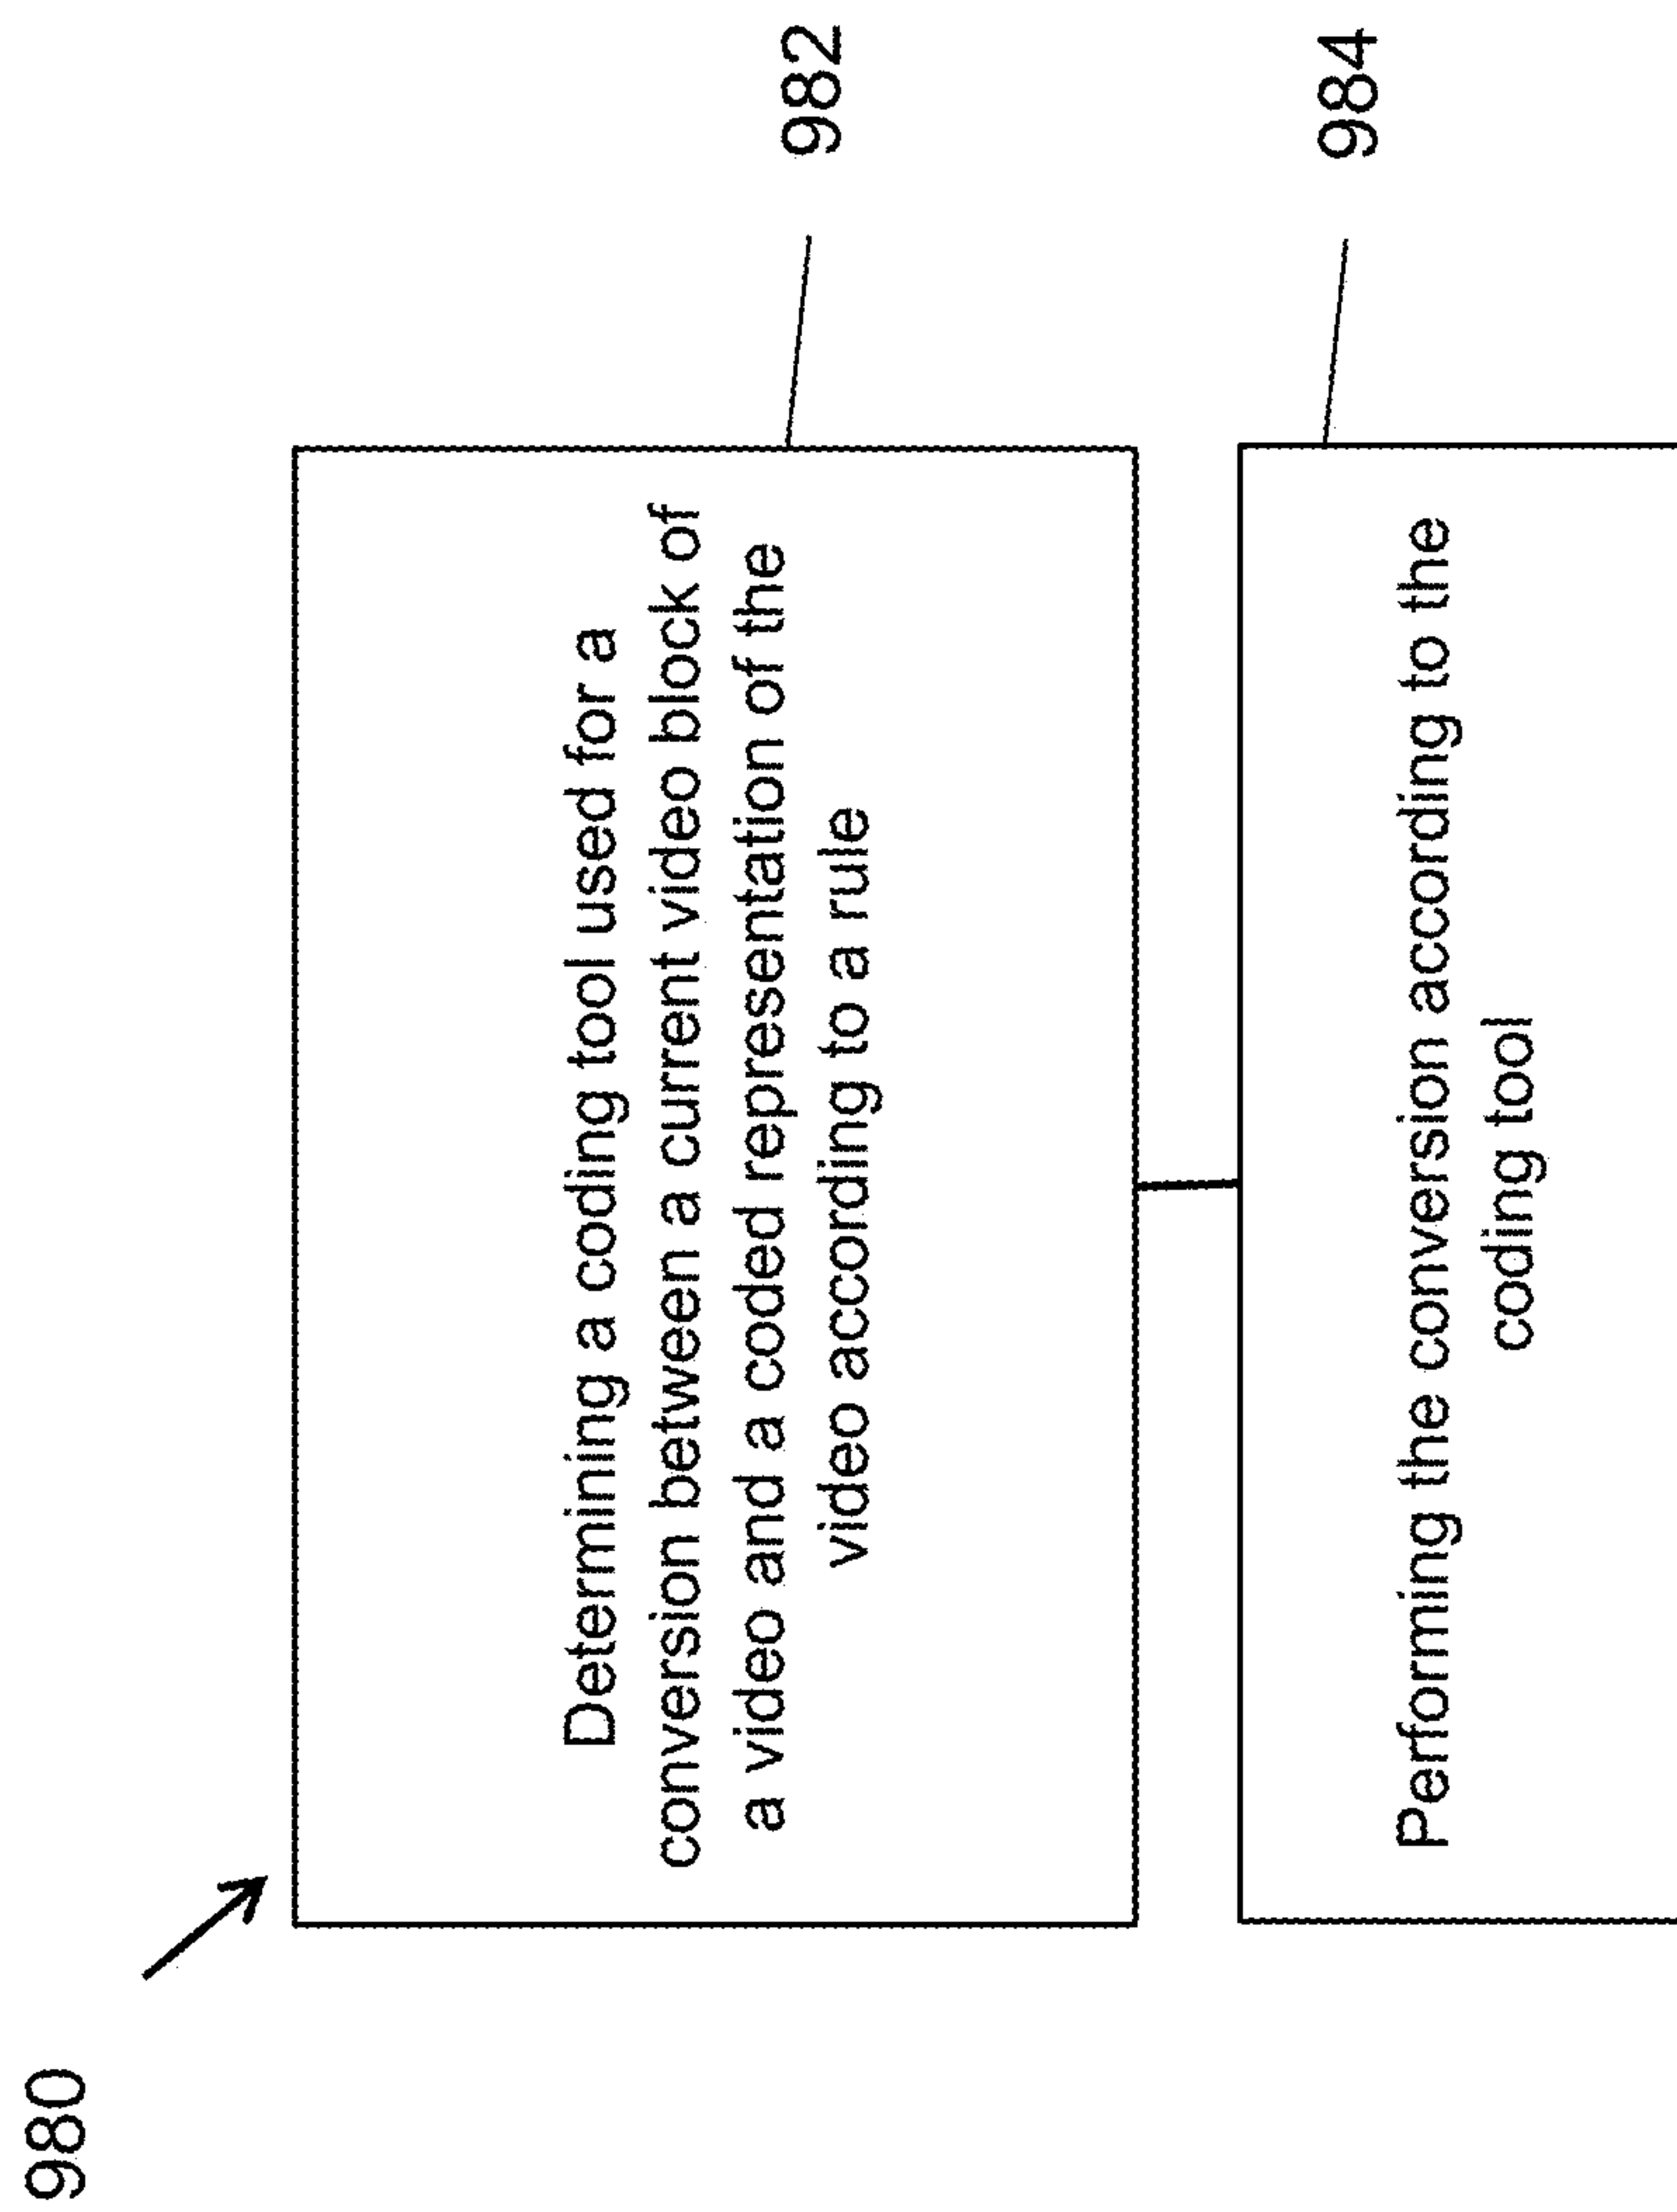 980
Determining a coding tool used for a
conversion between a current video block of
a video and a coded representation of the
video according to a rule
982
Performing the conversion according to the
coding tool
984